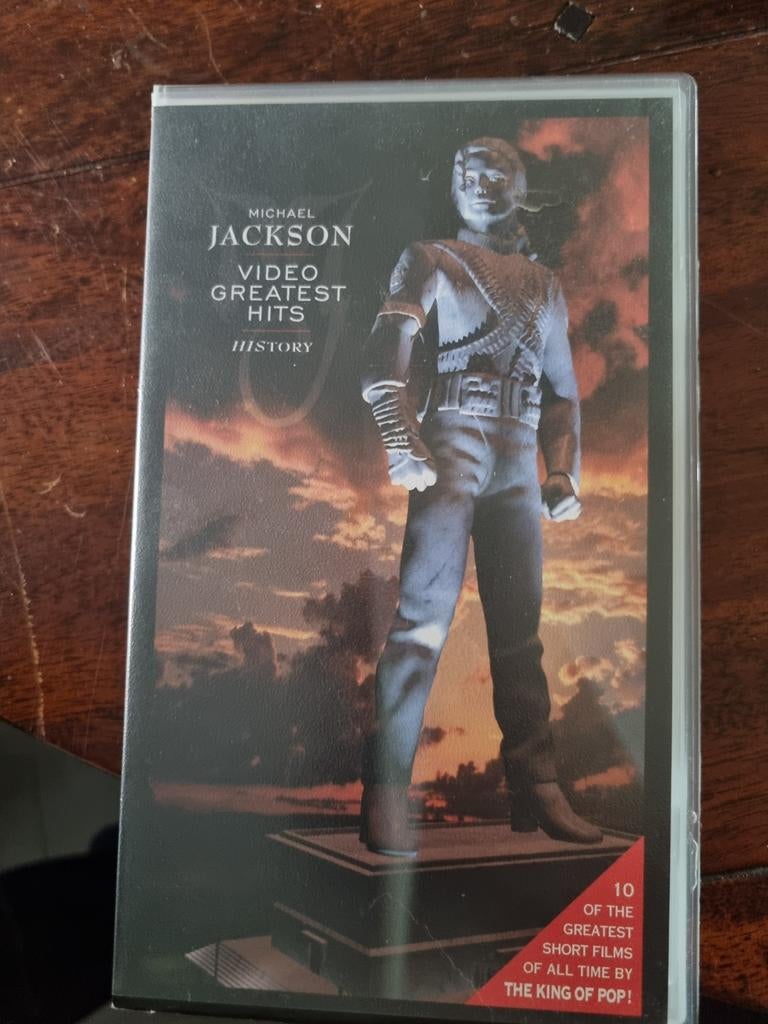 MICHAEL
JACKSON
VIDEO
GREATEST
HITS
HISTORY
10
OF THE
GREATEST
SHORT FILMS
OF ALL TIME BY
THE KING OF POP!